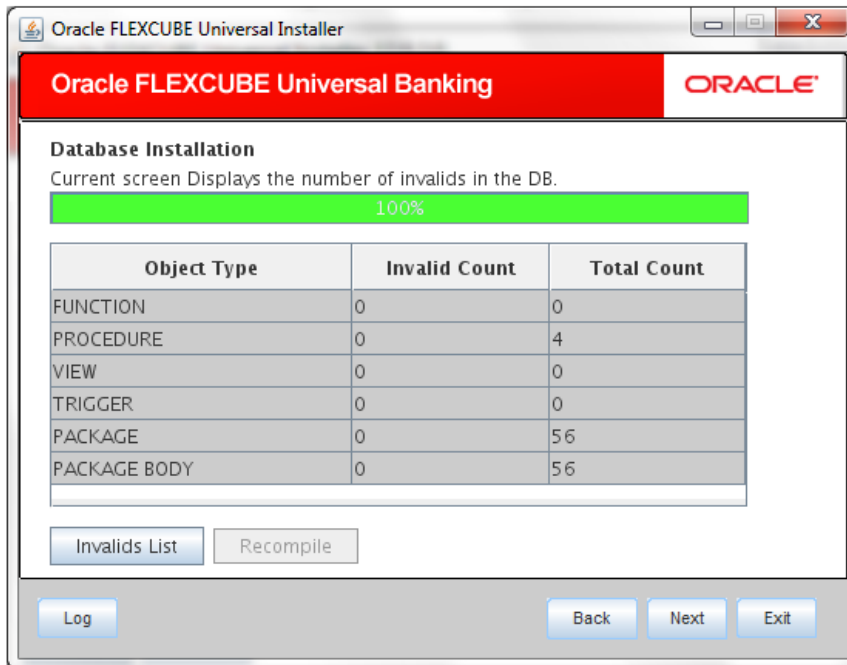 Oracle FLEXCUBE Universal Installer
Oracle FLEXCUBE Universal Banking
ORACLE
Database Installation
Current screen Displays the number of invalids in the DB.
100%
Object Type Invalid Count Total Count
FUNCTION 0 0
PROCEDURE 0 4
VIEW 0 0
TRIGGER 0 0
PACKAGE 0 56
PACKAGE BODY 0 56
Invalids List Recompile
Log Back Next Exit